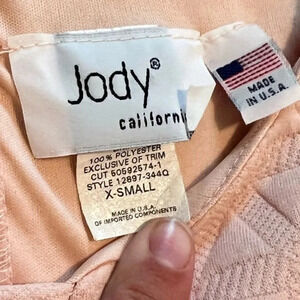 Jody®
california
MADE
IN U.S.A.
100% POLYESTER
EXCLUSIVE OF TRIM
CUT 50592574-1
STYLE 12897-344Q
X-SMALL
MADE IN U.S.A.
OF IMPORTED COMPONENTS